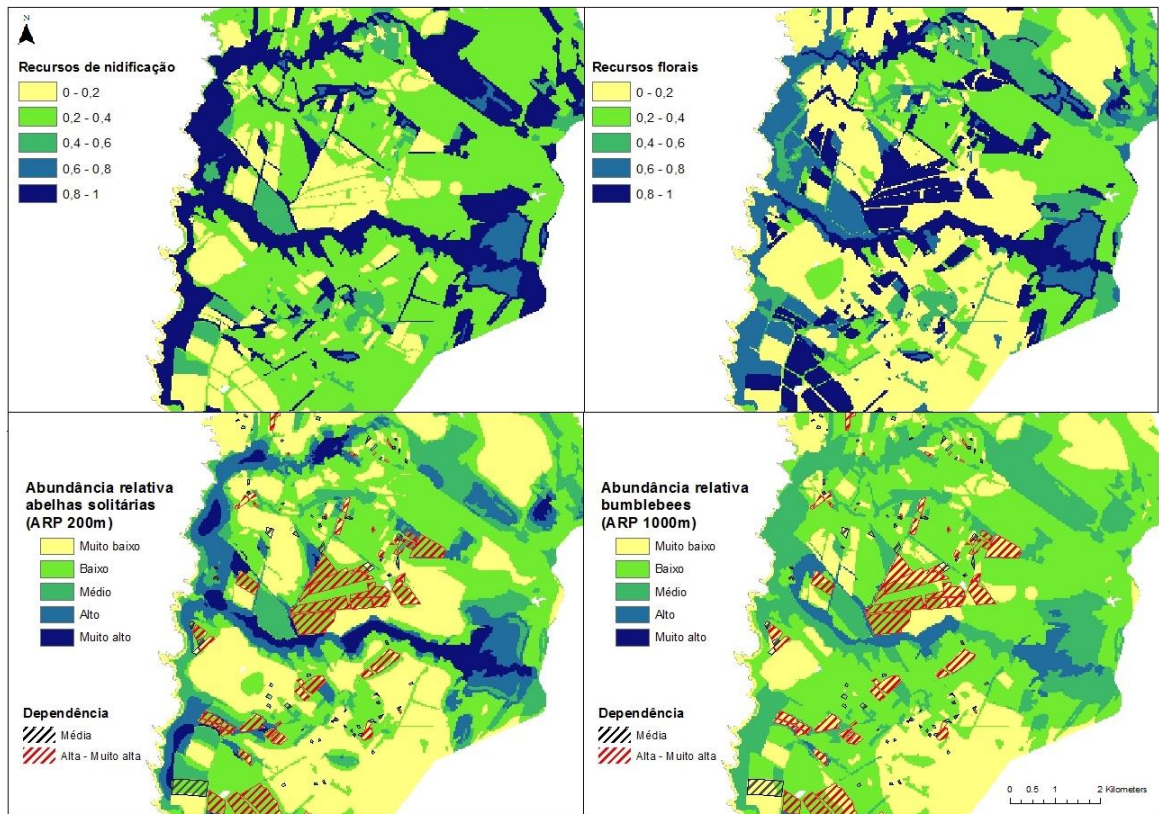 N
Recursos de nidificação
0 - 0,2
0,2 - 0,4
0,4 - 0,6
0,6 - 0,8
0,8 - 1
Recursos florais
0 - 0,2
0,2 - 0,4
0,4 - 0,6
0,6 - 0,8
0,8 - 1
Abundância relativa
abelhas solitárias
(ARP 200m)
Muito baixo
Baixo
Médio
Alto
Muito alto
Dependência
Média
Alta - Muito alta
Abundância relativa
bumblebees
(ARP 1000m)
Muito baixo
Baixo
Médio
Alto
Muito alto
Dependência
Média
Alta - Muito alta
0 0,5 1 2 Kilometers